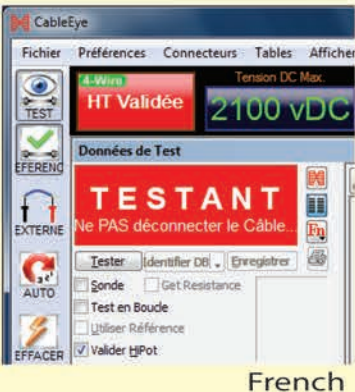 CableEye
Fichier Préférences Connecteurs Tables Afficher
TEST
4-Wire
HT Validée
Tension DC Max.
2100 vDC
EFERENC
Données de Test
TESTANT
Ne PAS déconnecter le Câble...
EXTERNE
Fn
Tester Identifier DB Enregistrer
Sonde Get Resistance
AUTO
Test en Boucle
Utiliser Référence
EFFACER
Valider HiPot
French